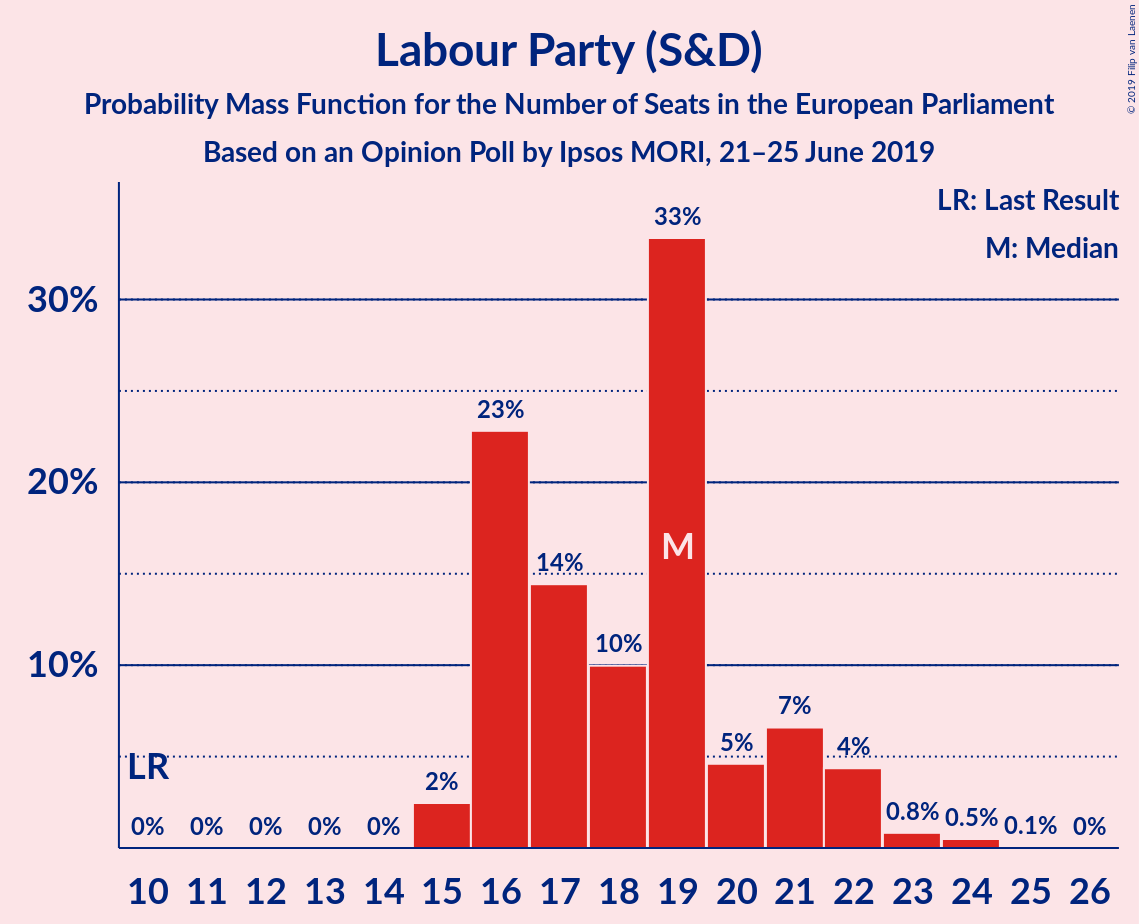 Labour Party (S&D)
Probability Mass Function for the Number of Seats in the European Parliament
Based on an Opinion Poll by Ipsos MORI, 21–25 June 2019
© 2019 Filip van Laenen
LR: Last Result
M: Median
30%
20%
10%
LR
0%
0%
0%
0%
0%
2%
23%
14%
10%
33%
M
5%
7%
4%
0.8%
0.5%
0.1%
0%
10 11 12 13 14 15 16 17 18 19 20 21 22 23 24 25 26